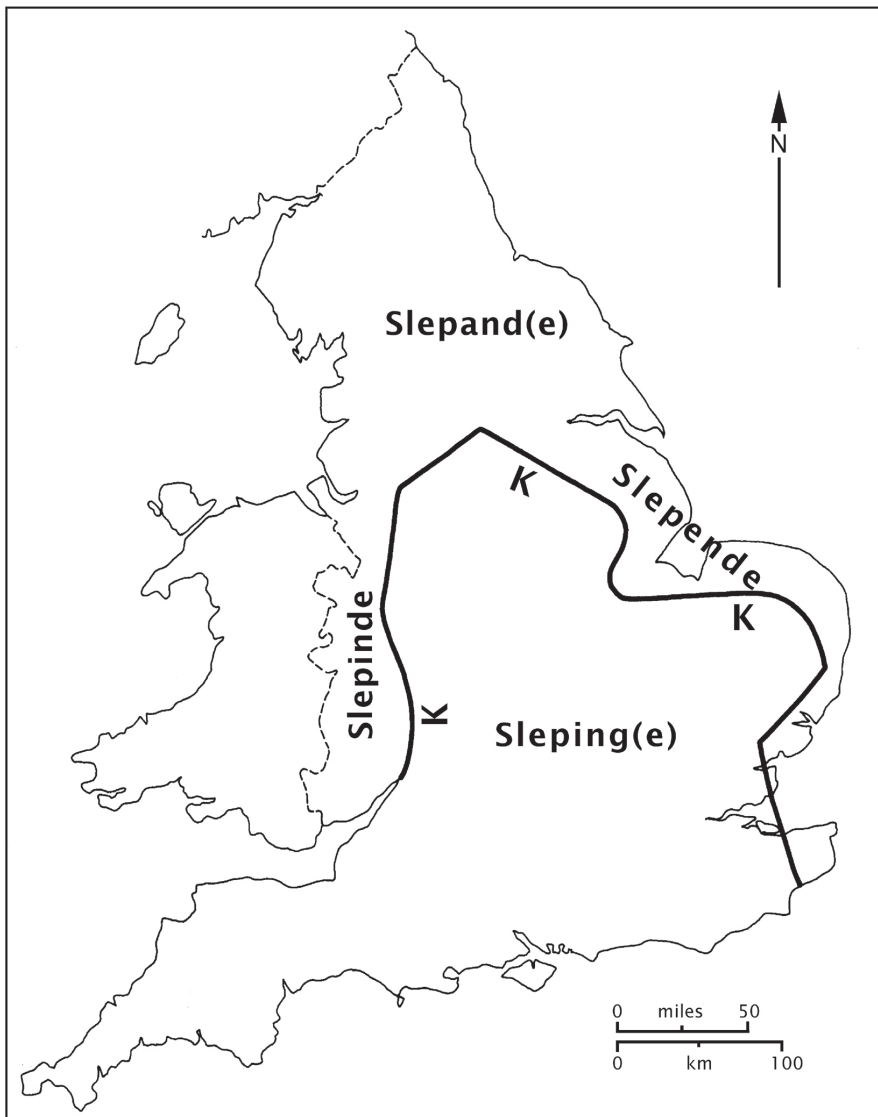 N
Slepand(e)
K
Slepende
K
Slepinde
K
Sleping(e)
0 miles 50
0 km 100